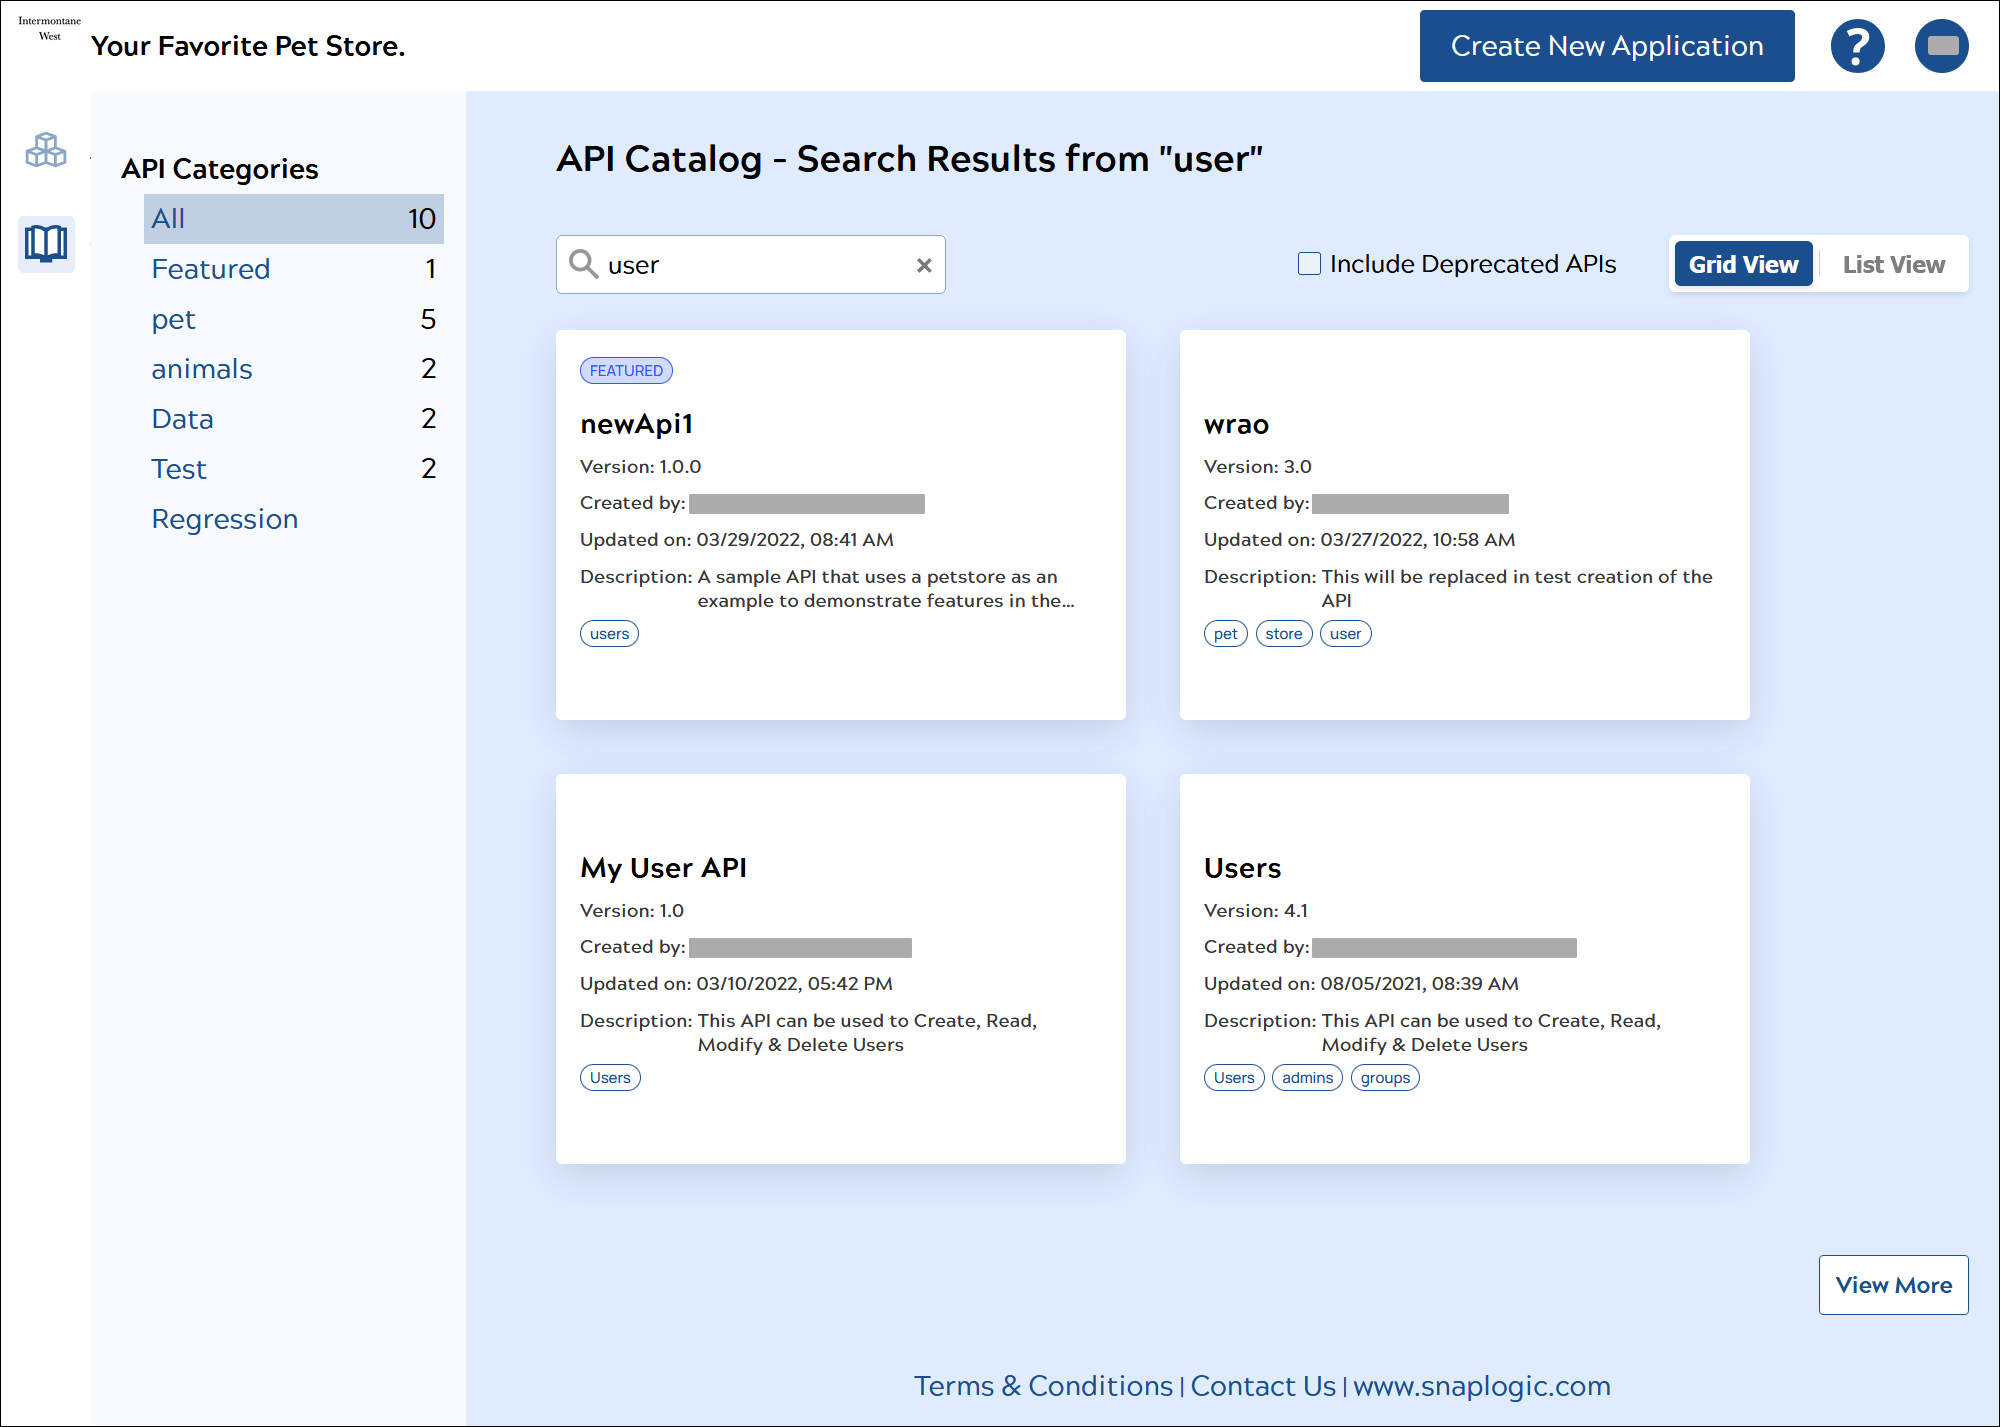 Intermontane
West
Your Favorite Pet Store.
Create New Application
?
API Categories
All 10
Featured 1
pet 5
animals 2
Data 2
Test 2
Regression
API Catalog - Search Results from "user"
user
Include Deprecated APIs
Grid View
List View
FEATURED
newApi1
Version: 1.0.0
Created by:
Updated on: 03/29/2022, 08:41 AM
Description: A sample API that uses a petstore as an
example to demonstrate features in the...
users
wrao
Version: 3.0
Created by:
Updated on: 03/27/2022, 10:58 AM
Description: This will be replaced in test creation of the
API
pet store user
My User API
Version: 1.0
Created by:
Updated on: 03/10/2022, 05:42 PM
Description: This API can be used to Create, Read,
Modify & Delete Users
Users
Users
Version: 4.1
Created by:
Updated on: 08/05/2021, 08:39 AM
Description: This API can be used to Create, Read,
Modify & Delete Users
Users admins groups
View More
Terms & Conditions | Contact Us | www.snaplogic.com